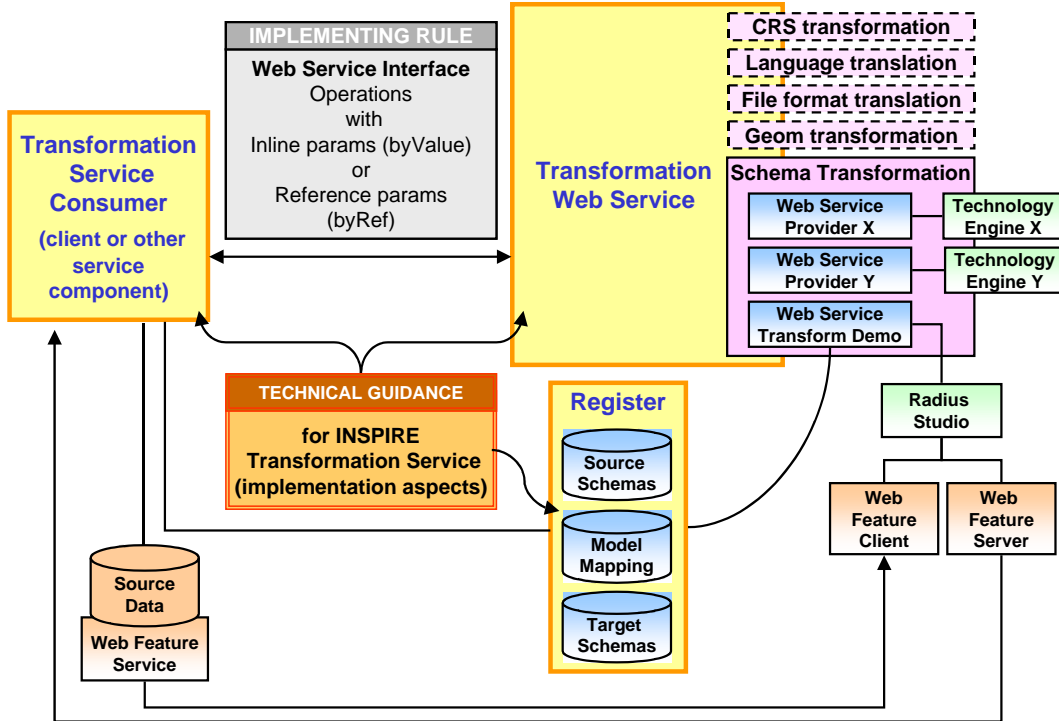 IMPLEMENTING RULE
Web Service Interface
Operations
with
Inline params (byValue)
or
Reference params
(byRef)
Transformation
Service
Consumer
(client or other
service
component)
Transformation
Web Service
CRS transformation
Language translation
File format translation
Geom transformation
Schema Transformation
Web Service
Provider X
Technology
Engine X
Web Service
Provider Y
Technology
Engine Y
Web Service
Transform Demo
TECHNICAL GUIDANCE
for INSPIRE
Transformation Service
(implementation aspects)
Register
Source
Schemas
Model
Mapping
Target
Schemas
Radius
Studio
Web
Feature
Client
Web
Feature
Server
Source
Data
Web Feature
Service